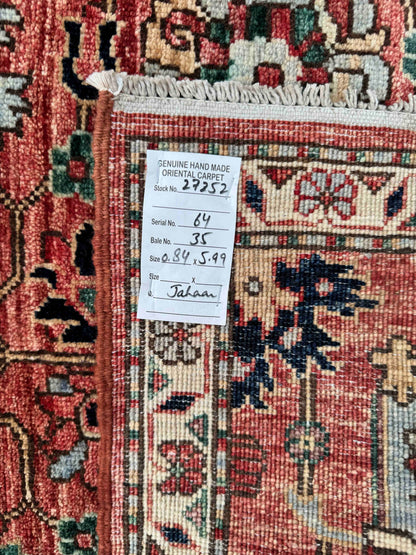 GENUINE HAND MADE
ORIENTAL CARPET
Stock No. 27252
Serial No. 64
Bale No. 35
Size 0.84 x 5.99
Size x
Jahaan